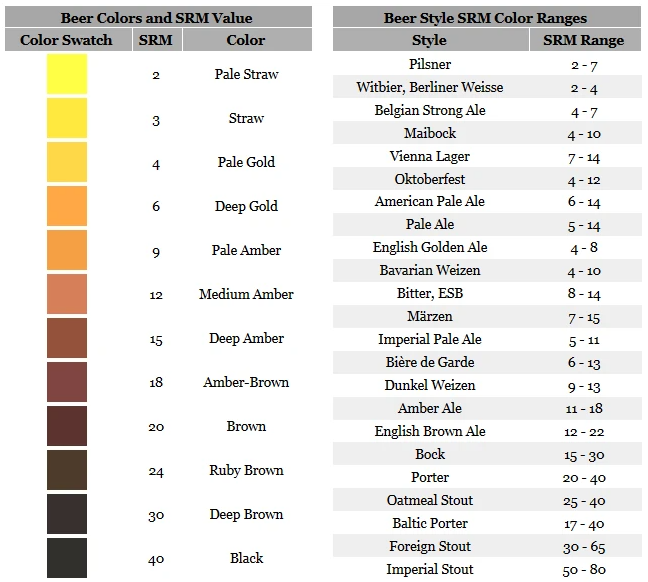 Beer Colors and SRM Value
Color Swatch SRM Color
2 Pale Straw
3 Straw
4 Pale Gold
6 Deep Gold
9 Pale Amber
12 Medium Amber
15 Deep Amber
18 Amber-Brown
20 Brown
24 Ruby Brown
30 Deep Brown
40 Black
Beer Style SRM Color Ranges
Style SRM Range
Pilsner 2 - 7
Witbier, Berliner Weisse 2 - 4
Belgian Strong Ale 4 - 7
Maibock 4 - 10
Vienna Lager 7 - 14
Oktoberfest 4 - 12
American Pale Ale 6 - 14
Pale Ale 5 - 14
English Golden Ale 4 - 8
Bavarian Weizen 4 - 10
Bitter, ESB 8 - 14
Märzen 7 - 15
Imperial Pale Ale 5 - 11
Bière de Garde 6 - 13
Dunkel Weizen 9 - 13
Amber Ale 11 - 18
English Brown Ale 12 - 22
Bock 15 - 30
Porter 20 - 40
Oatmeal Stout 25 - 40
Baltic Porter 17 - 40
Foreign Stout 30 - 65
Imperial Stout 50 - 80